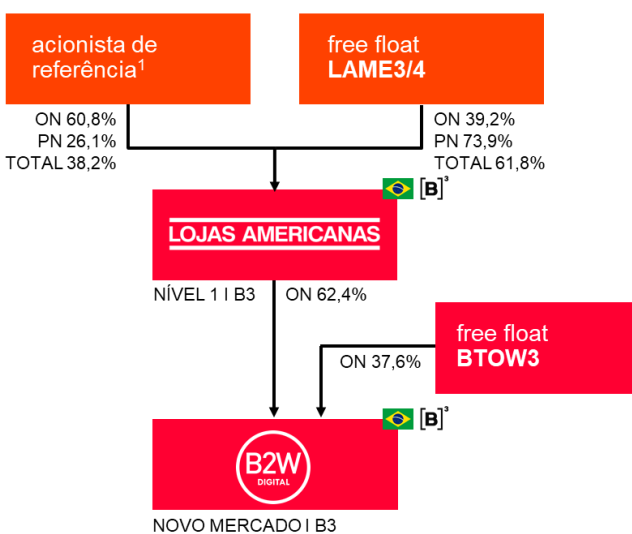 acionista de
referência¹
free float
LAME3/4
ON 60,8%
PN 26,1%
TOTAL 38,2%
ON 39,2%
PN 73,9%
TOTAL 61,8%
[B]³
LOJAS AMERICANAS
NÍVEL 1 I B3
ON 62,4%
free float
BTOW3
ON 37,6%
[B]³
B2W
DIGITAL
NOVO MERCADO I B3